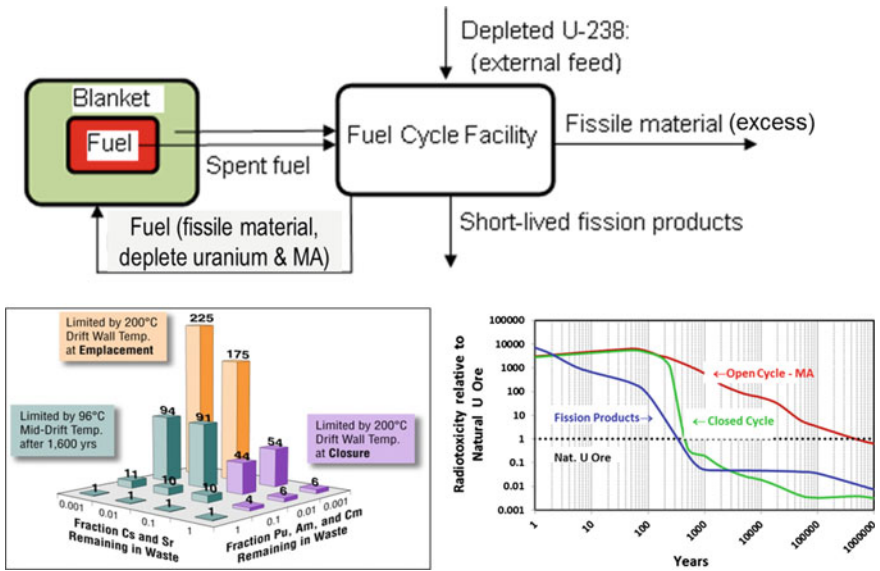 Depleted U-238:
(external feed)
Blanket
Fuel
Fuel Cycle Facility
Fissile material (excess)
Spent fuel
Fuel (fissile material,
deplete uranium & MA)
Short-lived fission products
Limited by 200°C
Drift Wall Temp.
at Emplacement
225
175
Limited by 96°C
Mid-Drift Temp.
after 1,600 yrs
94
91
Limited by 200°C
Drift Wall Temp.
at Closure
54
44
11
10
10
1
1
1
1
4
6
6
0.001
0.01
0.1
1
1
0.1
0.01
0.001
Fraction Cs and Sr
Remaining in Waste
Fraction Pu, Am, and Cm
Remaining in Waste
Radiotoxicity relative to
Natural U Ore
100000
10000
1000
100
10
1
0.1
0.01
0.001
←Open Cycle - MA
Fission Products→
←Closed Cycle
Nat. U Ore
1
10
100
1000
10000
100000
1000000
Years